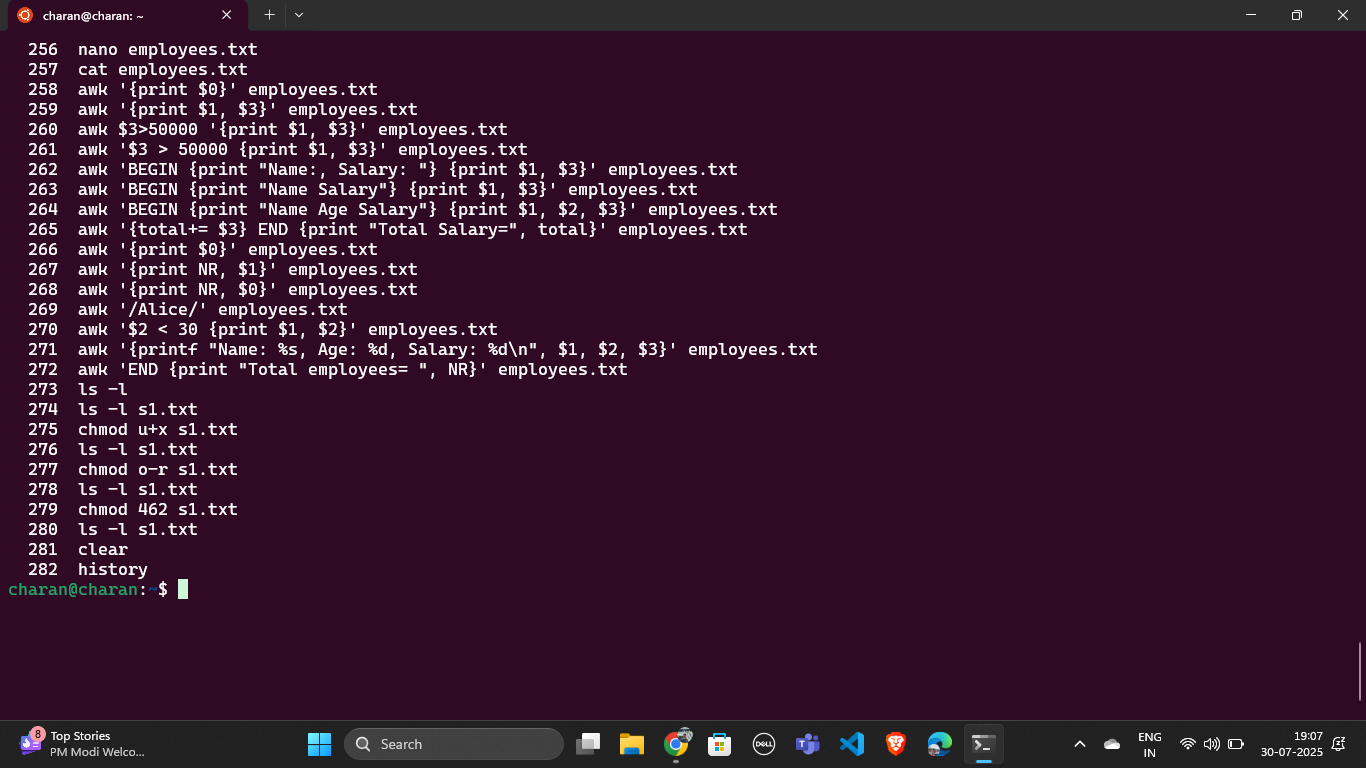 charan@charan: ~
256 nano employees.txt
257 cat employees.txt
258 awk '{print $0}' employees.txt
259 awk '{print $1, $3}' employees.txt
260 awk $3>50000 '{print $1, $3}' employees.txt
261 awk '$3 > 50000 {print $1, $3}' employees.txt
262 awk 'BEGIN {print "Name:, Salary: "} {print $1, $3}' employees.txt
263 awk 'BEGIN {print "Name Salary"} {print $1, $3}' employees.txt
264 awk 'BEGIN {print "Name Age Salary"} {print $1, $2, $3}' employees.txt
265 awk '{total+= $3} END {print "Total Salary=", total}' employees.txt
266 awk '{print $0}' employees.txt
267 awk '{print NR, $1}' employees.txt
268 awk '{print NR, $0}' employees.txt
269 awk '/Alice/' employees.txt
270 awk '$2 < 30 {print $1, $2}' employees.txt
271 awk '{printf "Name: %s, Age: %d, Salary: %d\n", $1, $2, $3}' employees.txt
272 awk 'END {print "Total employees= ", NR}' employees.txt
273 ls -l
274 ls -l s1.txt
275 chmod u+x s1.txt
276 ls -l s1.txt
277 chmod o-r s1.txt
278 ls -l s1.txt
279 chmod 462 s1.txt
280 ls -l s1.txt
281 clear
282 history
charan@charan:~$
8
Top Stories
PM Modi Welco...
Search
DELL
ENG
IN
19:07
30-07-2025